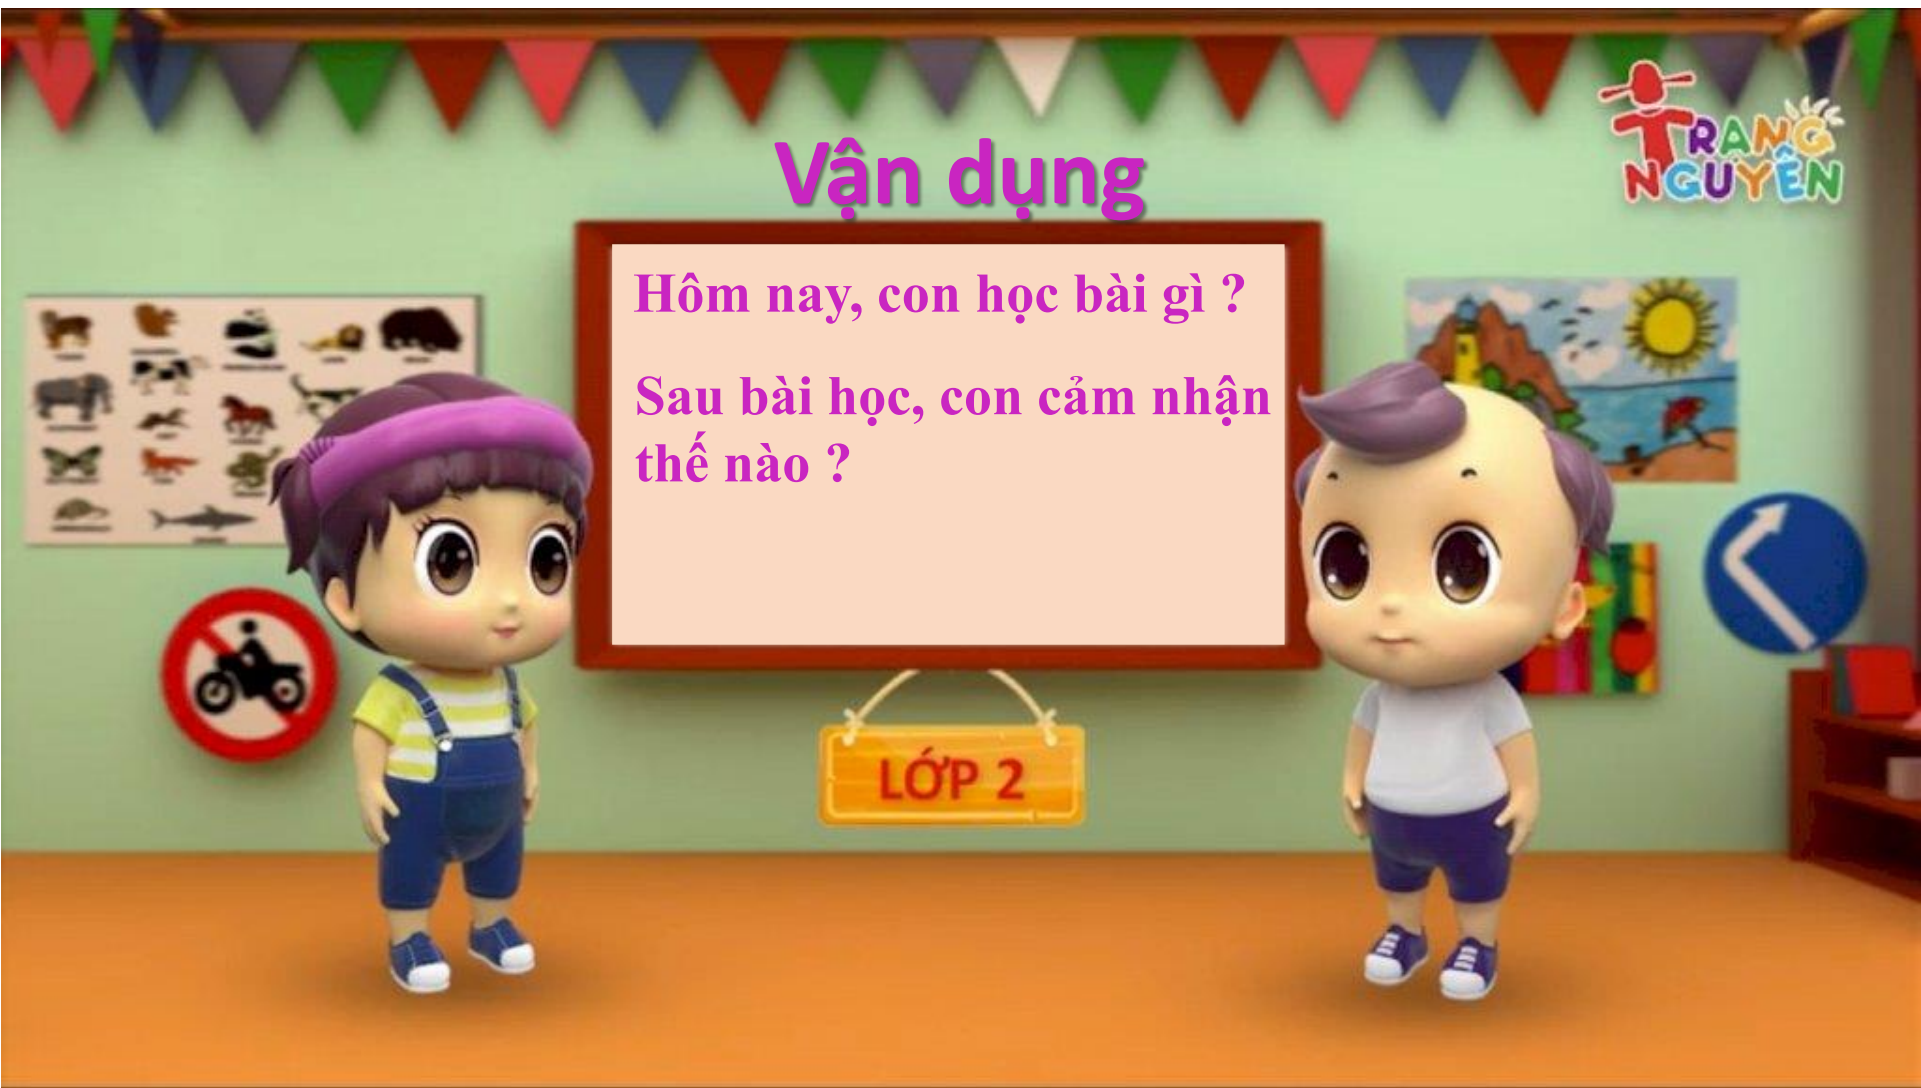 TRẠNG
NGUYÊN
Vận dụng
Hôm nay, con học bài gì ?
Sau bài học, con cảm nhận
thế nào ?
LỚP 2